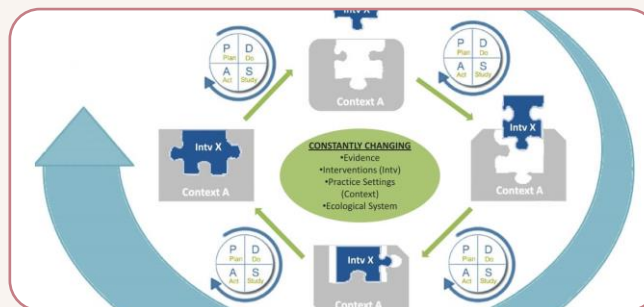 P D
Plan Do
A S
Act Study
Context A
P D
Plan Do
A S
Act Study
Intv X
Context A
CONSTANTLY CHANGING
•Evidence
•Interventions (Intv)
•Practice Settings
(Context)
•Ecological System
Intv X
Context A
P D
Plan Do
A S
Act Study
Intv X
Context A
P D
Plan Do
A S
Act Study